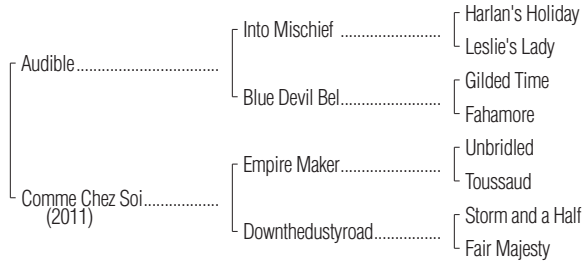 Harlan's Holiday
Into Mischief ........................
Leslie's Lady
Audible..................................
Gilded Time
Blue Devil Bel........................
Fahamore
Unbridled
Empire Maker........................
Toussaud
Comme Chez Soi..................
(2011)
Storm and a Half
Downthedustyroad................
Fair Majesty